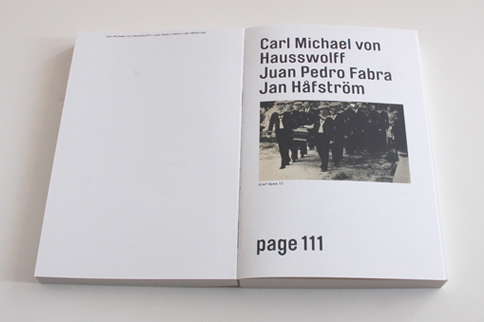 Carl Michael von
Hausswolff
Juan Pedro Fabra
Jan Håfström
page 111